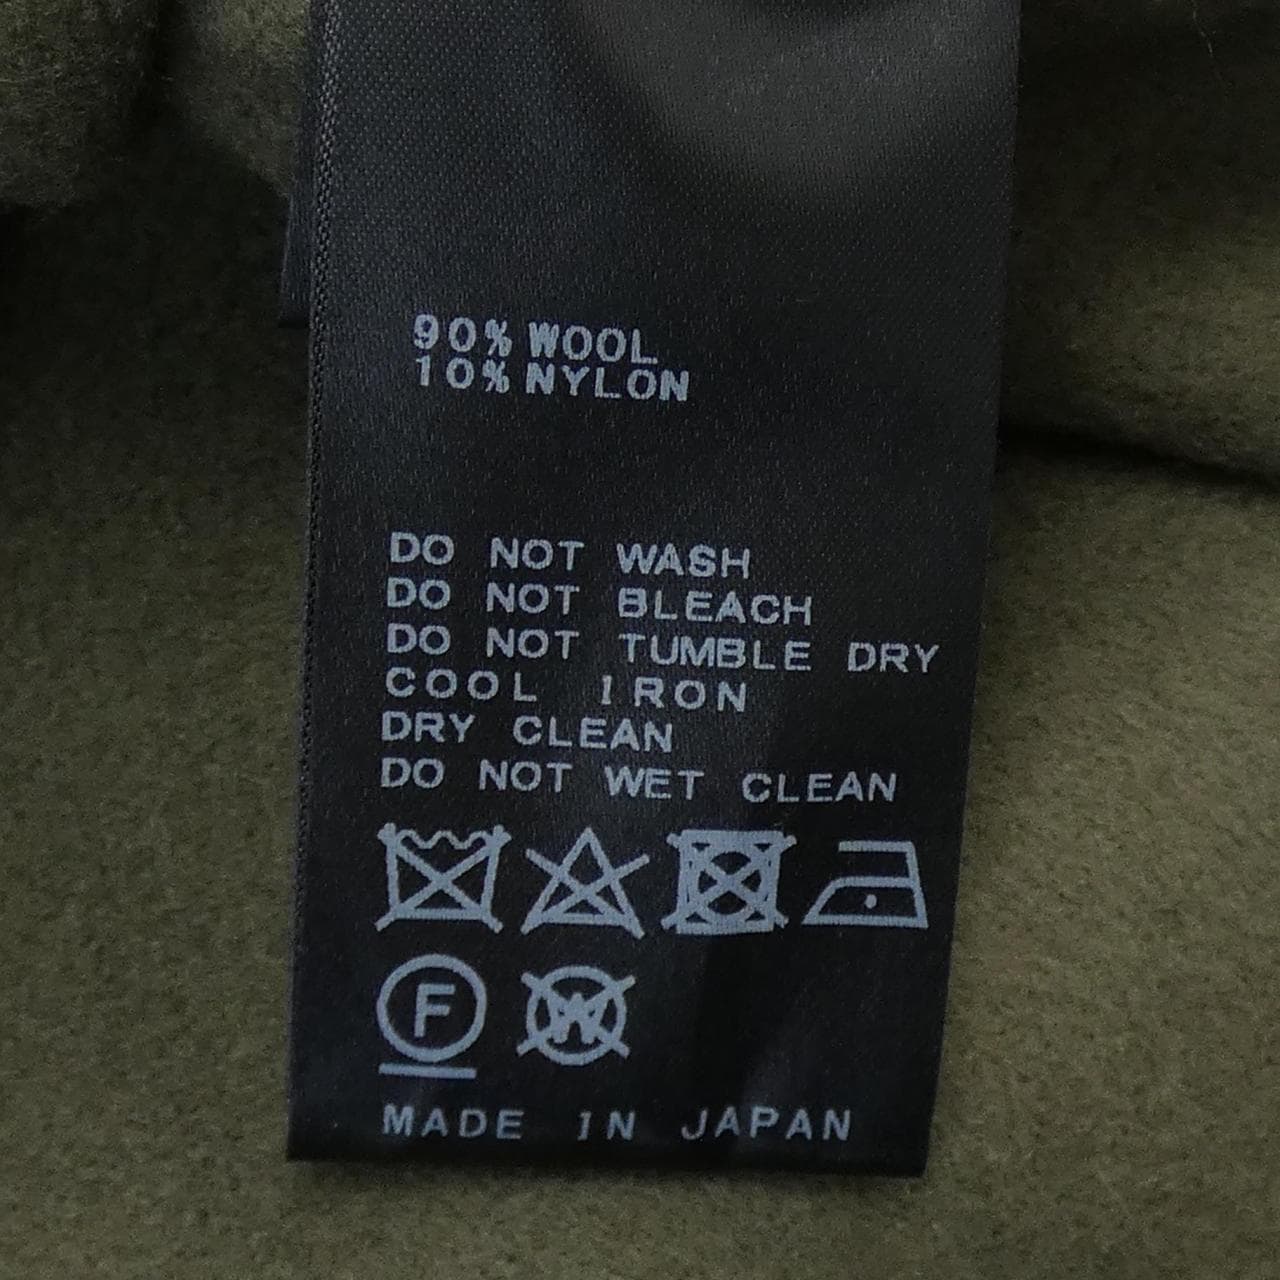 90% WOOL
10% NYLON
DO NOT WASH
DO NOT BLEACH
DO NOT TUMBLE DRY
COOL IRON
DRY CLEAN
DO NOT WET CLEAN
F W
MADE IN JAPAN